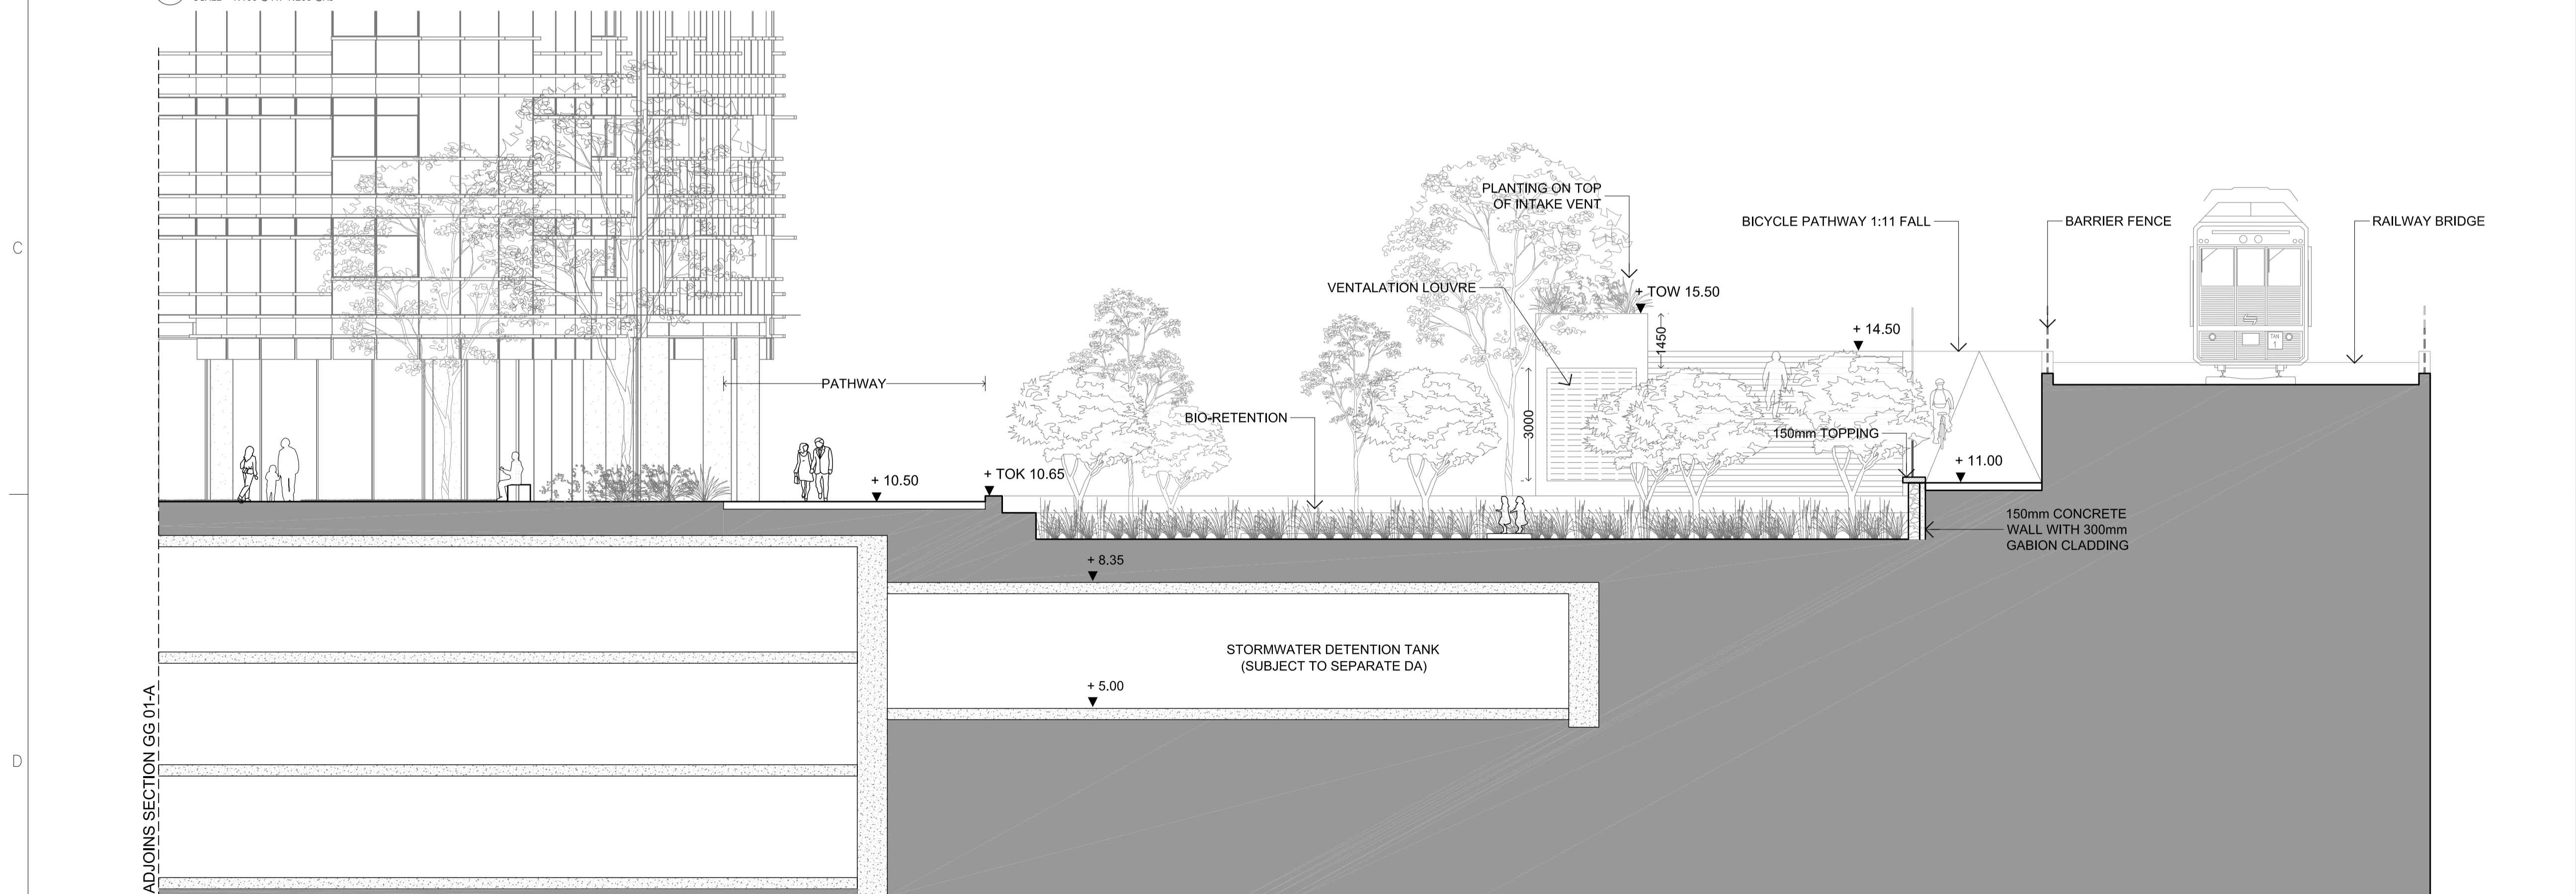 C
PLANTING ON TOP
OF INTAKE VENT
BICYCLE PATHWAY 1:11 FALL
BARRIER FENCE
RAILWAY BRIDGE
VENTALATION LOUVRE
+ TOW 15.50
1450
+ 14.50
TAN
1
PATHWAY
BIO-RETENTION
3000
150mm TOPPING
+ 11.00
+ TOK 10.65
+ 10.50
150mm CONCRETE
WALL WITH 300mm
GABION CLADDING
+ 8.35
STORMWATER DETENTION TANK
(SUBJECT TO SEPARATE DA)
+ 5.00
D
ADJOINS SECTION GG 01-A